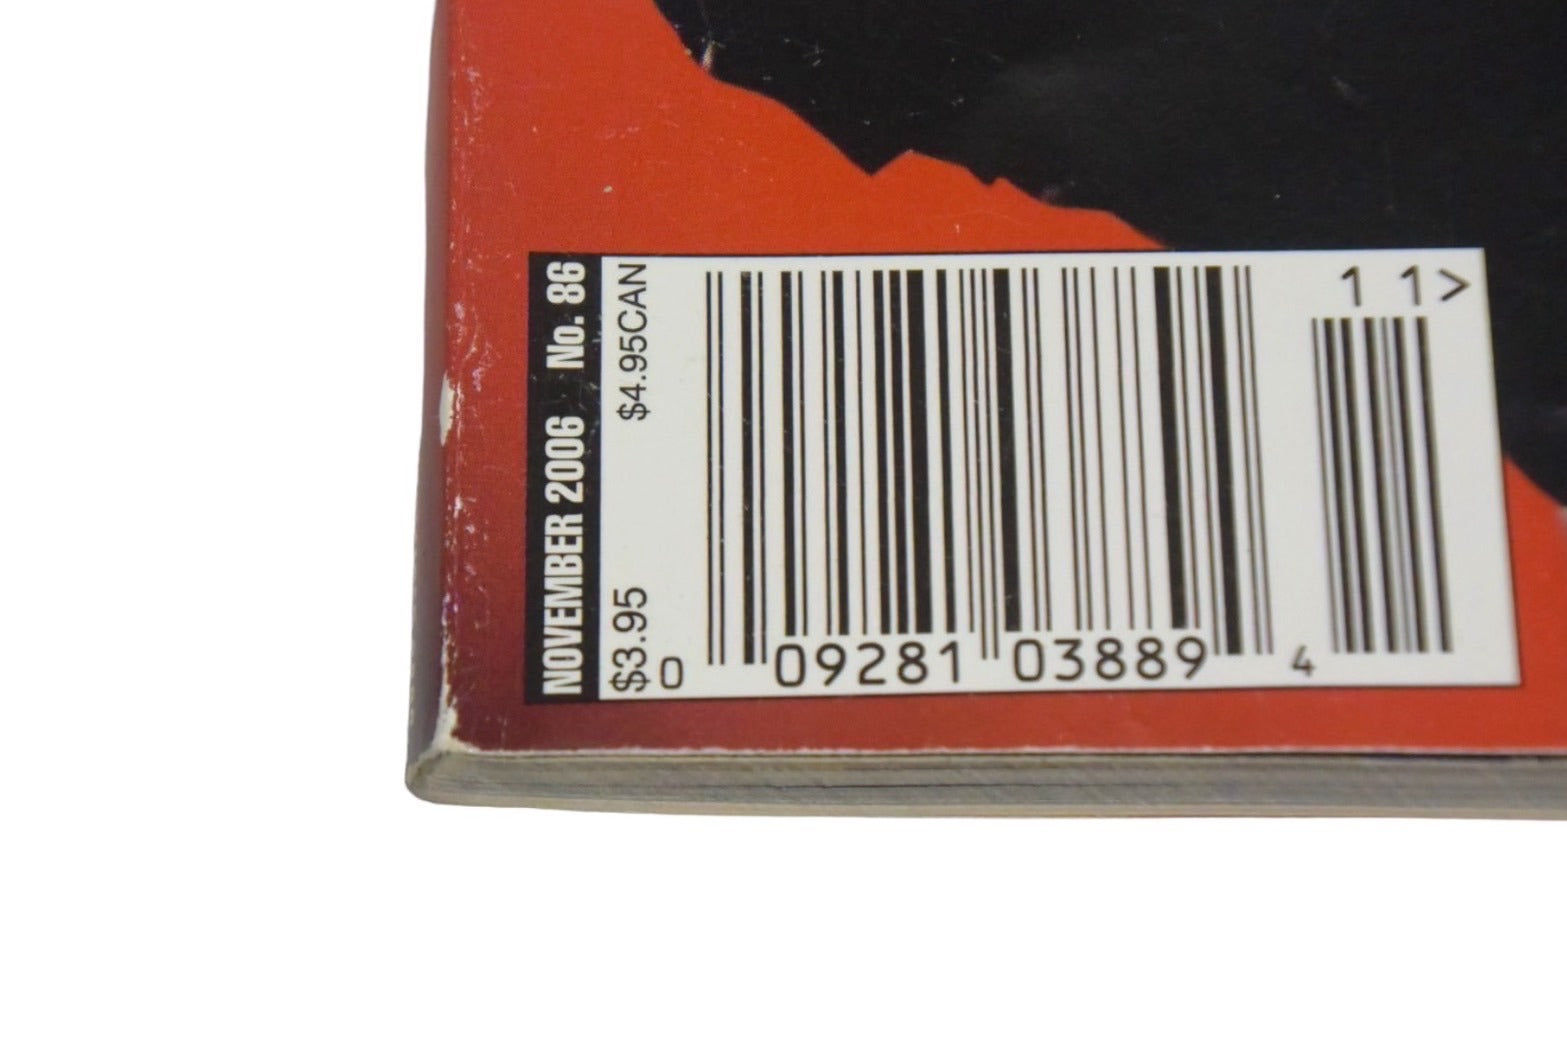 NOVEMBER 2006 No. 86
$3.95 $4.95CAN
1 1>
0 09281 03889 4